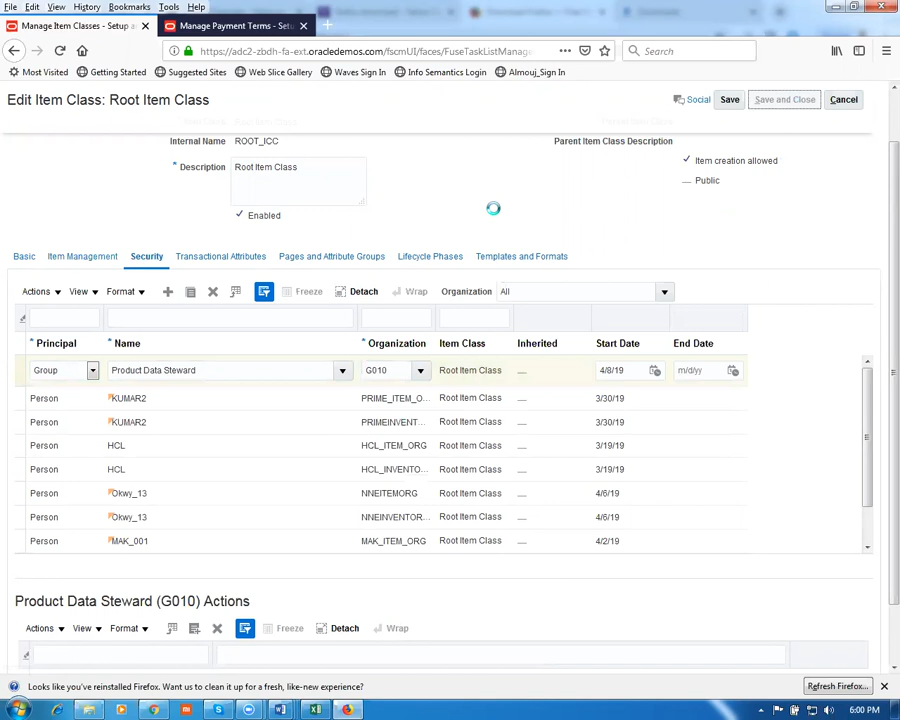 File Edit View History Bookmarks Tools Help
Manage Item Classes - Setup a Manage Payment Terms - Setu
https://adc2-zbdh-fa-ext.oracledemos.com/fscmUI/faces/FuseTaskListManage Search
Most Visited Getting Started Suggested Sites Web Slice Gallery Waves Sign In Info Semantics Login Almouj_Sign In
Edit Item Class: Root Item Class Social Save Save and Close Cancel
Internal Name ROOT_ICC Parent Item Class Description
* Description Root Item Class Item creation allowed
Public
Enabled
Basic Item Management Security Transactional Attributes Pages and Attribute Groups Lifecycle Phases Templates and Formats
Actions View Format Freeze Detach Wrap Organization All
* Principal * Name * Organization Item Class Inherited Start Date End Date
Group Product Data Steward G010 Root Item Class 4/8/19 m/d/yy
Person KUMAR2 PRIME_ITEM_O... Root Item Class 3/30/19
Person KUMAR2 PRIMEINVENT... Root Item Class 3/30/19
Person HCL HCL_ITEM_ORG Root Item Class 3/19/19
Person HCL HCL_INVENTO... Root Item Class 3/19/19
Person Okwy_13 NNEITEMORG Root Item Class 4/6/19
Person Okwy_13 NNEINVENTOR... Root Item Class 4/6/19
Person MAK_001 MAK_ITEM_ORG Root Item Class 4/2/19
Product Data Steward (G010) Actions
Actions View Format Freeze Detach Wrap
Looks like you've reinstalled Firefox. Want us to clean it up for a fresh, like-new experience? Refresh Firefox...
6:00 PM